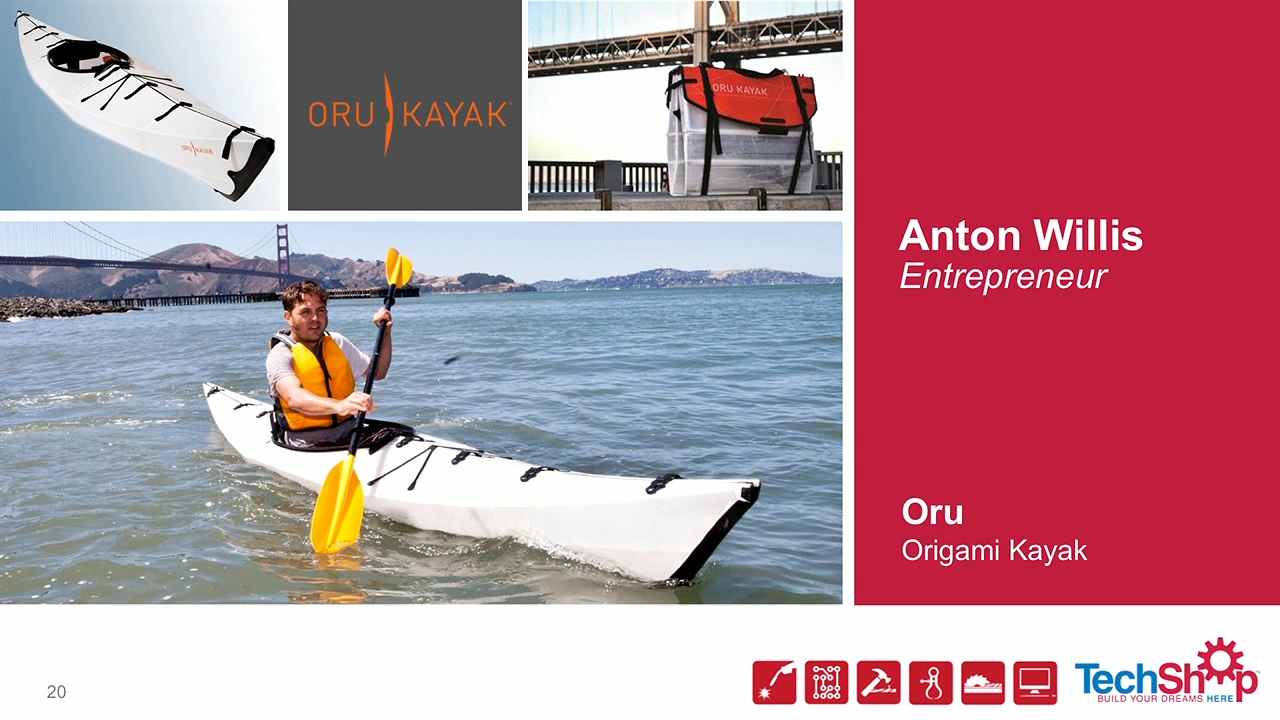 ORU KAYAK
ORU KAYAK
ORU KAYAK
Anton Willis
Entrepreneur
Oru
Origami Kayak
20
TechShop
BUILD YOUR DREAMS HERE